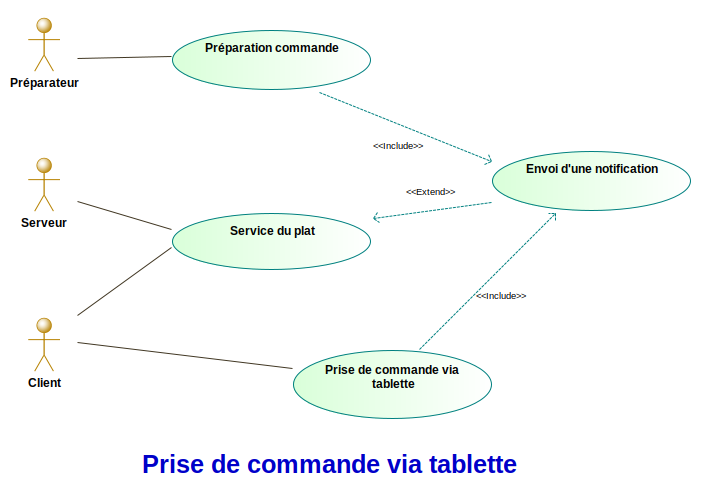 Préparation commande
Préparateur
<<Include>>
Envoi d'une notification
<<Extend>>
Serveur
Service du plat
<<Include>>
Client
Prise de commande via
tablette
Prise de commande via tablette